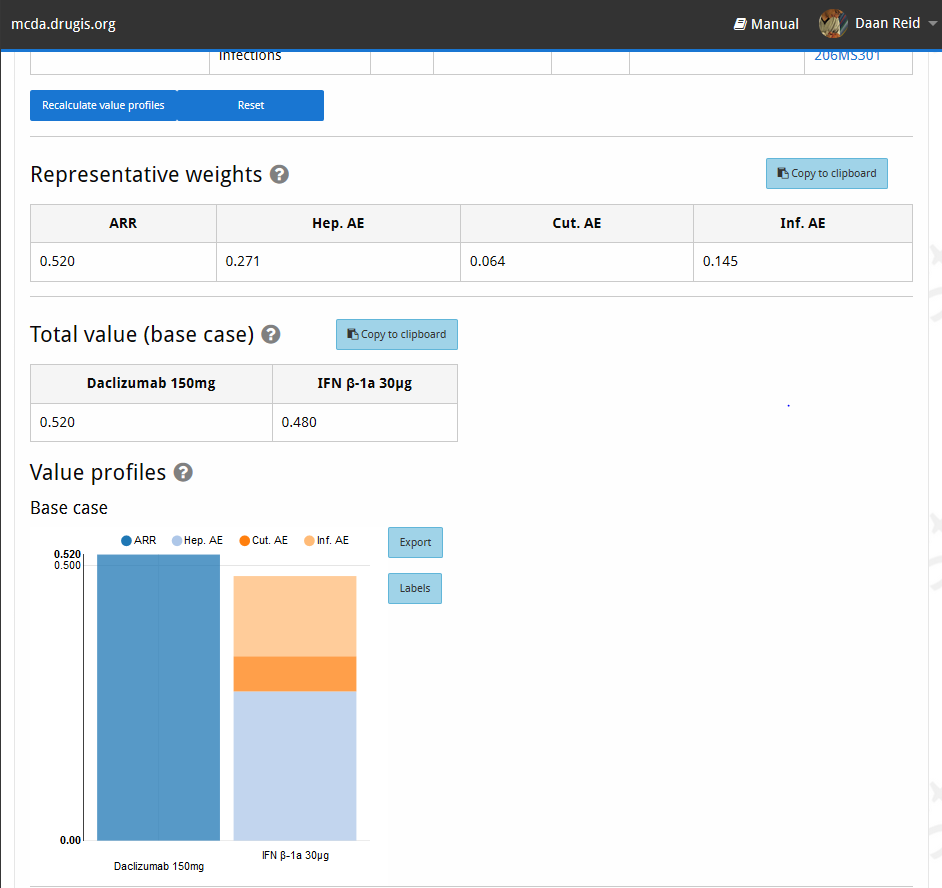 mcda.drugis.org Manual Daan Reid
infections 206MS301
Recalculate value profiles Reset
Representative weights ?
Copy to clipboard
ARR Hep. AE Cut. AE Inf. AE
0.520 0.271 0.064 0.145
Total value (base case) ?
Copy to clipboard
Daclizumab 150mg IFN β-1a 30µg
0.520 0.480
Value profiles ?
Base case
ARR Hep. AE Cut. AE Inf. AE
Export
0.520
0.500
Labels
0.00
Daclizumab 150mg IFN β-1a 30µg